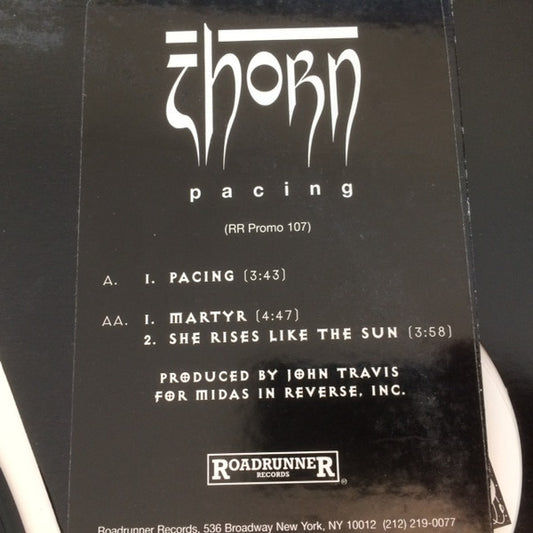 thorn
pacing
(RR Promo 107)
A. 1. PACING (3:43)
AA. 1. MARTYR (4:47)
2. SHE RISES LIKE THE SUN (3:58)
PRODUCED BY JOHN TRAVIS
FOR MIDAS IN REVERSE, INC.
ROADRUNNER
RECORDS ®
Roadrunner Records, 536 Broadway New York, NY 10012 (212) 219-0077